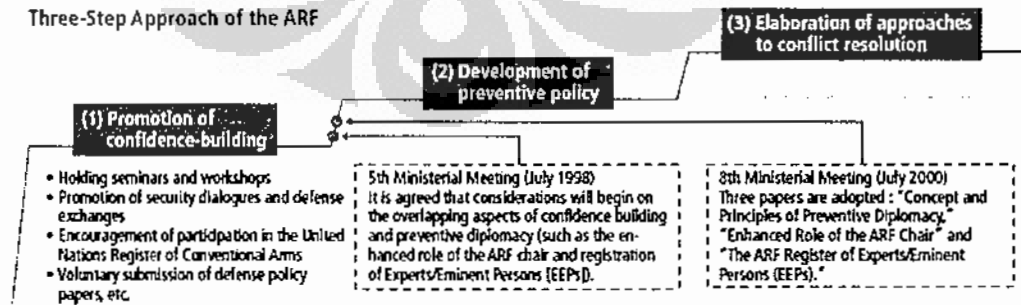 Three-Step Approach of the ARF
(3) Elaboration of approaches
to conflict resolution
(2) Development of
preventive policy
(1) Promotion of
confidence-building
• Holding seminars and workshops
• Promotion of security dialogues and defense
exchanges
• Encouragement of participation in the United
Nations Register of Conventional Arms
• Voluntary submission of defense policy
papers, etc.
5th Ministerial Meeting (July 1998)
It is agreed that considerations will begin on
the overlapping aspects of confidence building
and preventive diplomacy (such as the en-
hanced role of the ARF chair and registration
of Experts/Eminent Persons [EEPs]).
8th Ministerial Meeting (July 2000)
Three papers are adopted : "Concept and
Principles of Preventive Diplomacy,"
"Enhanced Role of the ARF Chair" and
"The ARF Register of Experts/Eminent
Persons (EEPs)."